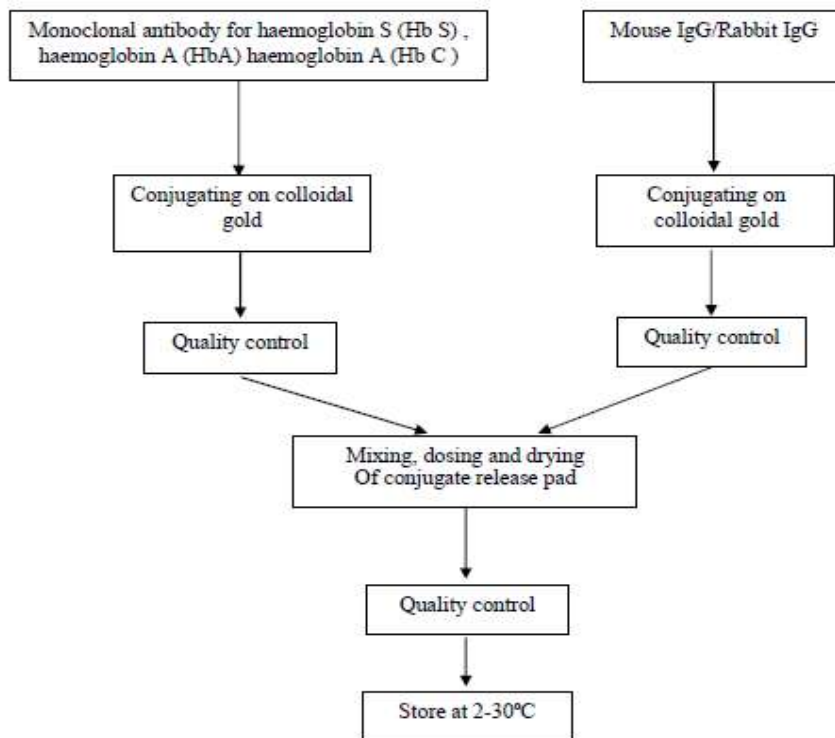 Monoclonal antibody for haemoglobin S (Hb S) ,
haemoglobin A (HbA) haemoglobin A (Hb C )
Mouse IgG/Rabbit IgG
Conjugating on colloidal
gold
Conjugating on
colloidal gold
Quality control
Quality control
Mixing, dosing and drying
Of conjugate release pad
Quality control
Store at 2-30ºC